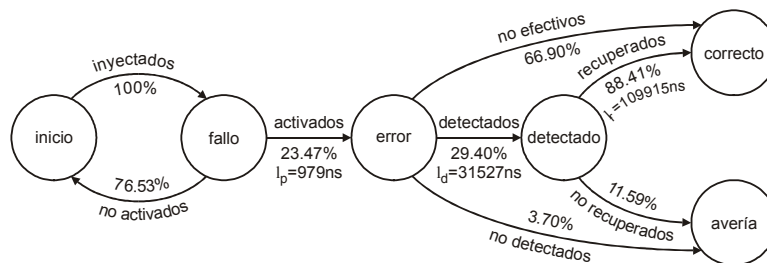 inyectados
100%
inicio
fallo
76.53%
no activados
activados
23.47%
lp=979ns
error
no efectivos
66.90%
detectados
29.40%
ld=31527ns
detectado
recuperados
88.41%
lr=109915ns
correcto
11.59%
no recuperados
3.70%
no detectados
avería